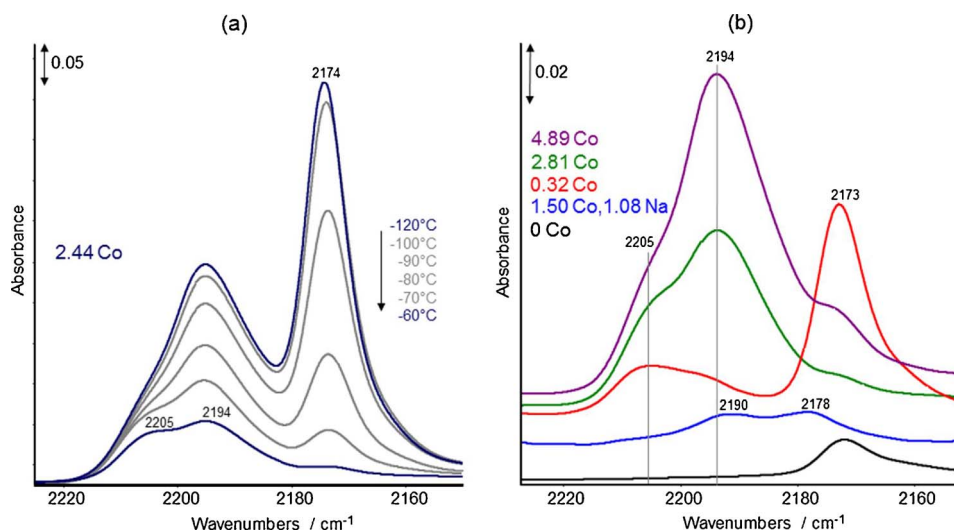 (a)
0.05
2174
2.44 Co
-120°C
-100°C
-90°C
-80°C
-70°C
-60°C
2205
2194
Absorbance
2220
2200
2180
2160
Wavenumbers / cm-1
(b)
0.02
2194
4.89 Co
2.81 Co
0.32 Co
1.50 Co,1.08 Na
0 Co
2205
2173
2190
2178
Absorbance
2220
2200
2180
2160
Wavenumbers / cm-1